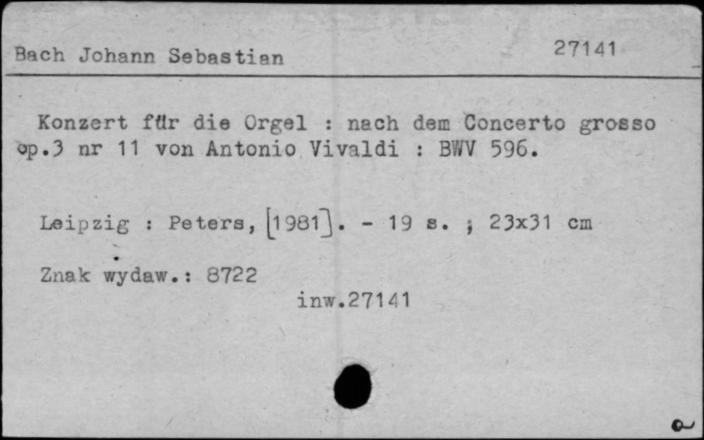 Bach Johann Sebastian 27141
Konzert für die Orgel : nach dem Concerto grosso
op.3 nr 11 von Antonio Vivaldi : BWV 596.
Leipzig : Peters, [1981]. - 19 s. ; 23x31 cm
Znak wydaw.: 8722
inw.27141